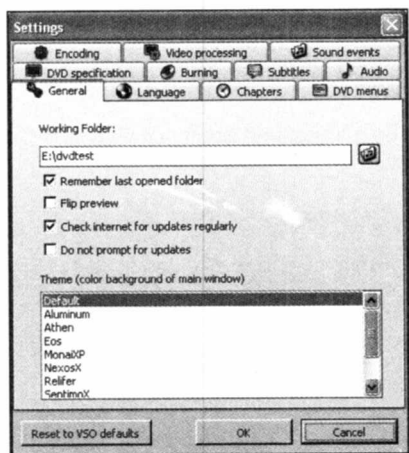 Settings
Encoding Video processing Sound events
DVD specification Burning Subtitles Audio
General Language Chapters DVD menus
Working Folder:
E:\dvdtest
Remember last opened folder
Flip preview
Check internet for updates regularly
Do not prompt for updates
Theme (color background of main window)
Default
Aluminum
Athen
Eos
MonaiXP
NexosX
Relifer
SentimnX
Reset to VSO defaults OK Cancel